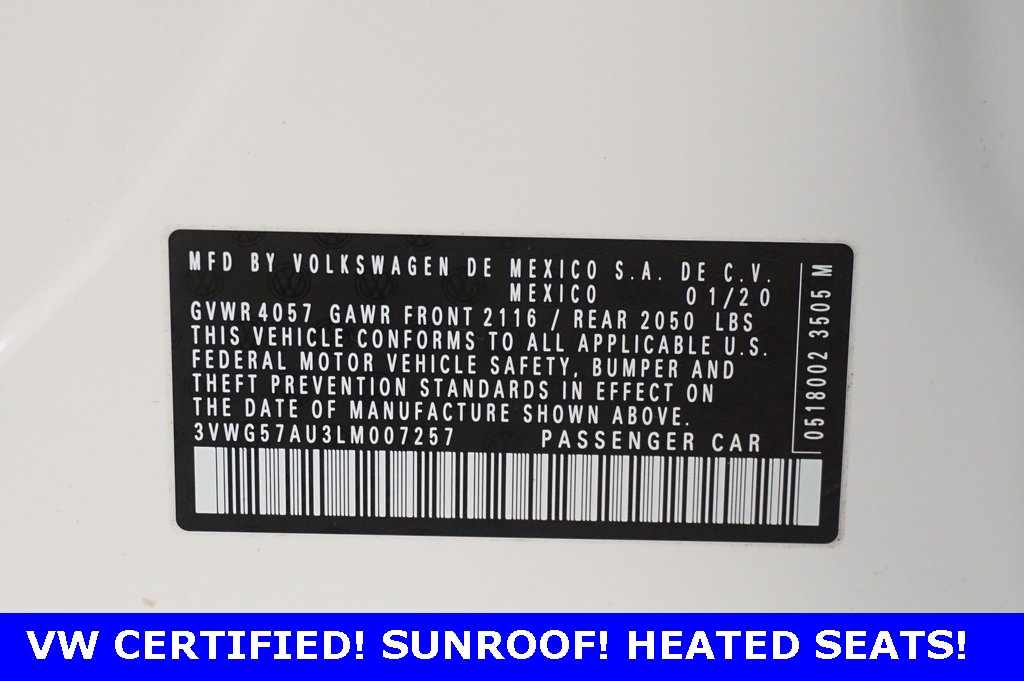 MFD BY VOLKSWAGEN DE MEXICO S.A. DE C.V.
MEXICO 01/20
GVWR 4057 GAWR FRONT 2116 / REAR 2050 LBS
THIS VEHICLE CONFORMS TO ALL APPLICABLE U.S.
FEDERAL MOTOR VEHICLE SAFETY, BUMPER AND
THEFT PREVENTION STANDARDS IN EFFECT ON
THE DATE OF MANUFACTURE SHOWN ABOVE.
3VWG57AU3LM007257 PASSENGER CAR
0518002 3505 M
VW CERTIFIED! SUNROOF! HEATED SEATS!